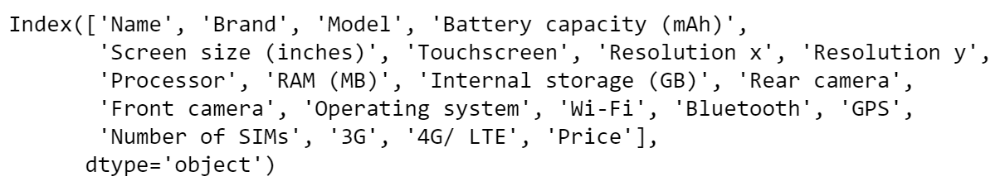 Index(['Name', 'Brand', 'Model', 'Battery capacity (mAh)',
'Screen size (inches)', 'Touchscreen', 'Resolution x', 'Resolution y',
'Processor', 'RAM (MB)', 'Internal storage (GB)', 'Rear camera',
'Front camera', 'Operating system', 'Wi-Fi', 'Bluetooth', 'GPS',
'Number of SIMs', '3G', '4G/ LTE', 'Price'],
dtype='object')